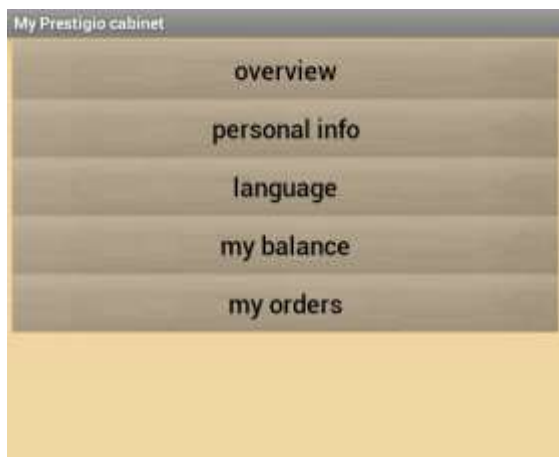 My Prestigio cabinet
overview
personal info
language
my balance
my orders